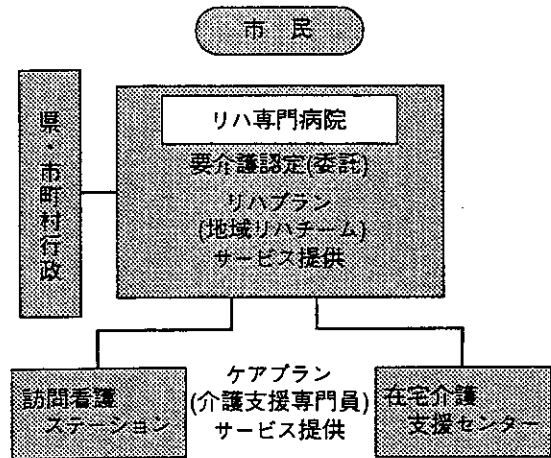 市　民
県・市町村行政
リハ専門病院
要介護認定(委託)
リハプラン
(地域リハチーム)
サービス提供
訪問看護
ステーション
ケアプラン
(介護支援専門員)
サービス提供
在宅介護
支援センター